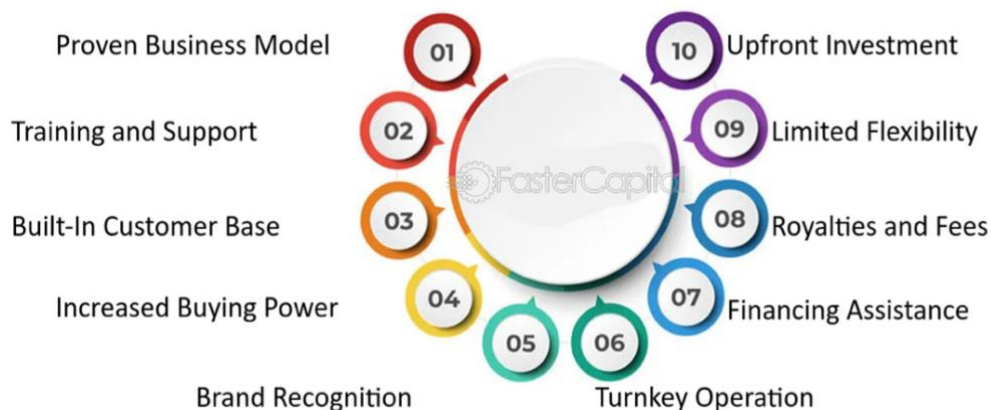 Proven Business Model
01
Training and Support
02
Built-In Customer Base
03
Increased Buying Power
04
Brand Recognition
05
Turnkey Operation
06
Financing Assistance
07
Royalties and Fees
08
Limited Flexibility
09
Upfront Investment
10
FasterCapital